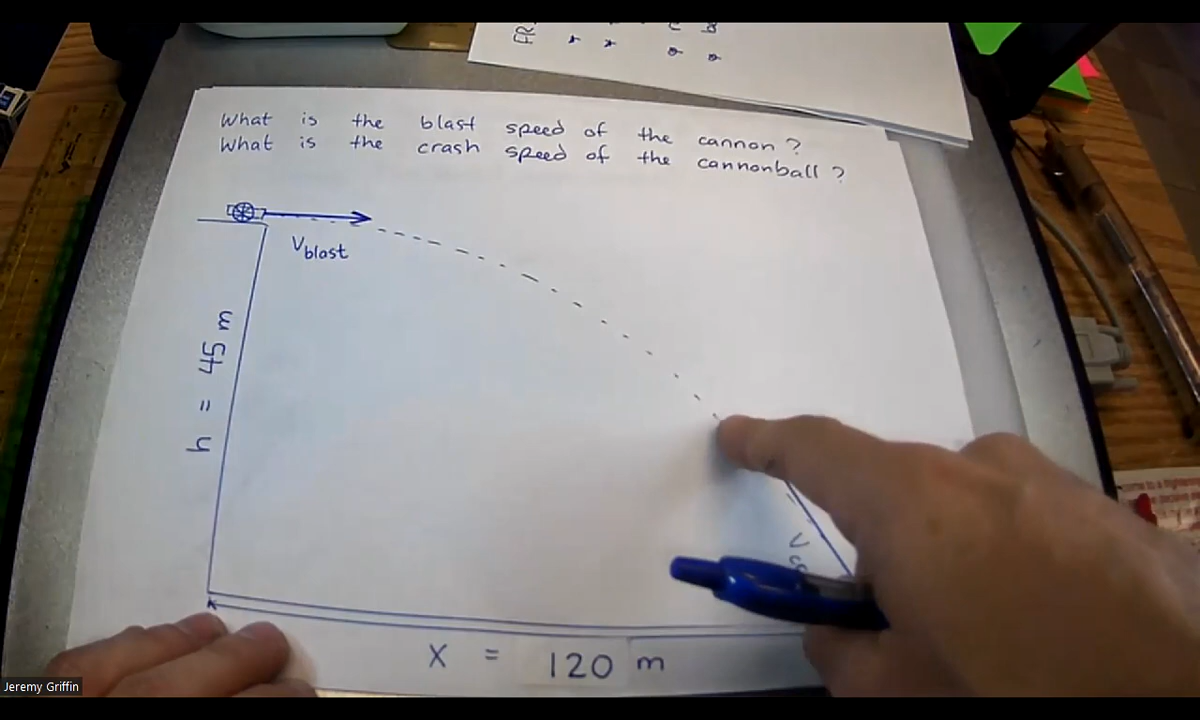 What is the blast speed of the cannon?
What is the crash speed of the cannonball?
Vblast
h = 45 m
X = 120 m
Jeremy Griffin